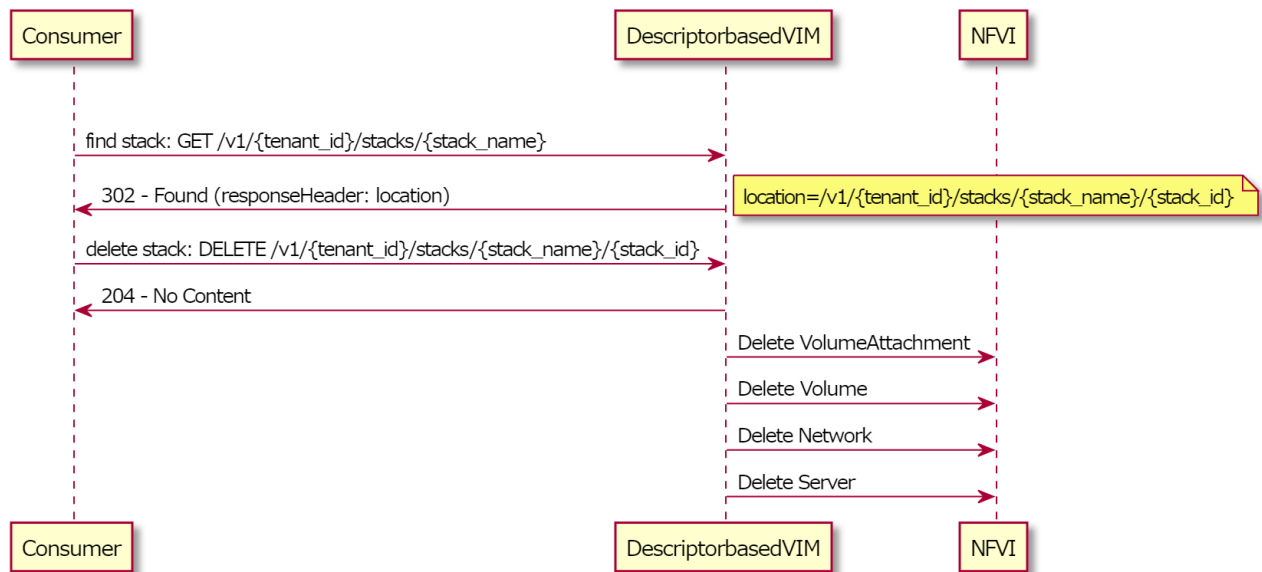 Consumer
DescriptorbasedVIM
NFVI
find stack: GET /v1/{tenant_id}/stacks/{stack_name}
302 - Found (responseHeader: location)
location=/v1/{tenant_id}/stacks/{stack_name}/{stack_id}
delete stack: DELETE /v1/{tenant_id}/stacks/{stack_name}/{stack_id}
204 - No Content
Delete VolumeAttachment
Delete Volume
Delete Network
Delete Server
Consumer
DescriptorbasedVIM
NFVI